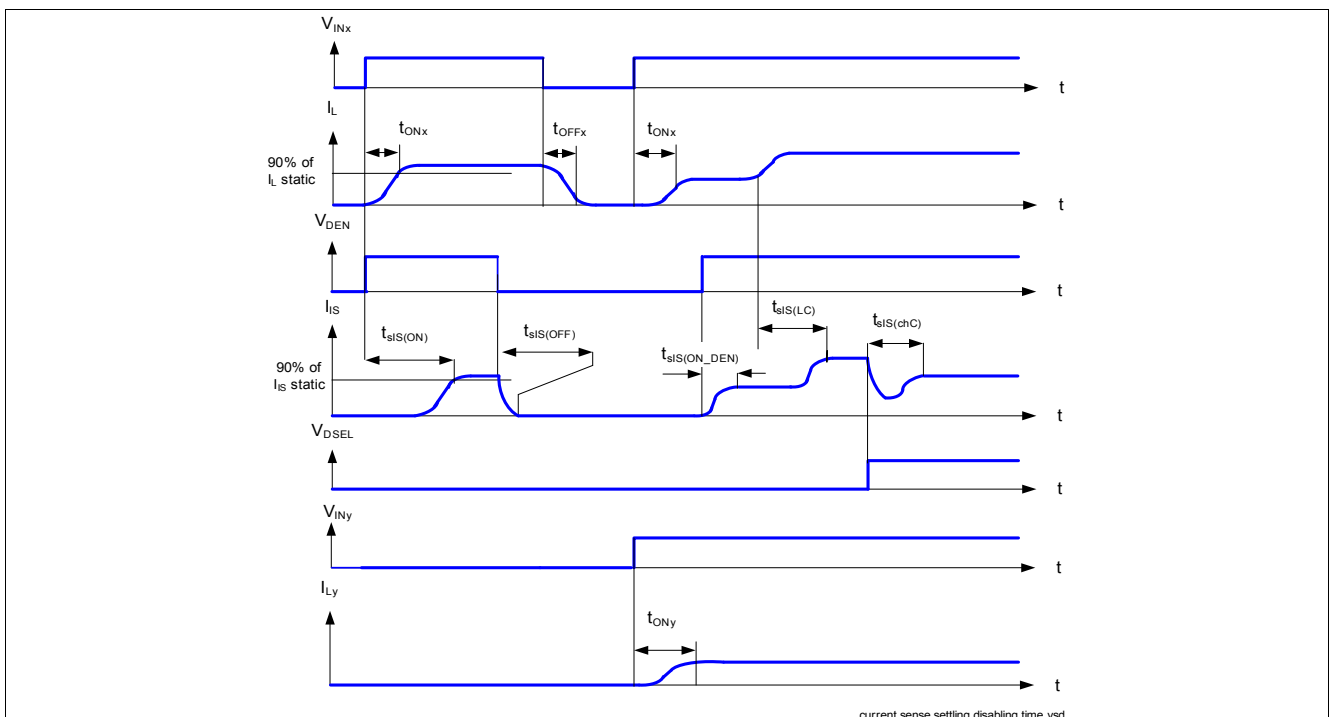 VINx
t
IL
tONx
tOFFx
tONx
90% of
IL static
t
VDEN
t
IIS
tsIS(ON)
tsIS(OFF)
tsIS(ON_DEN)
tsIS(LC)
tsIS(chC)
90% of
IIS static
t
VDSEL
t
VINy
t
ILy
tONy
t
current sense settling disabling time.vsd